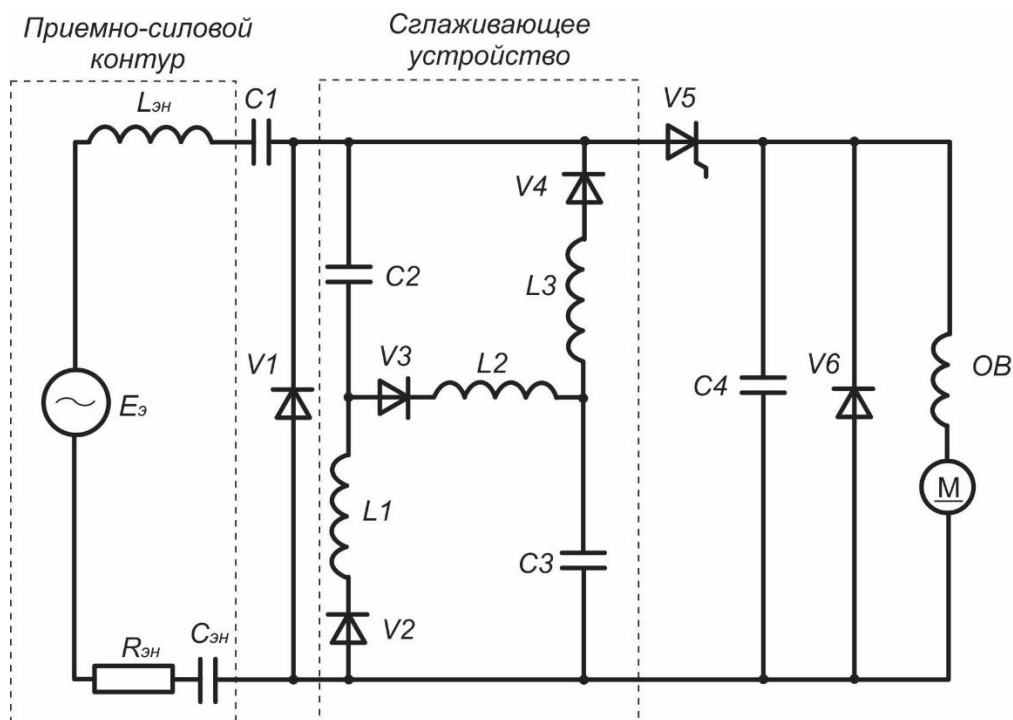 Приемно-силовой
контур
Сглаживающее
устройство
Lэн
C1
V5
V4
C2
L3
V1
V3
L2
C4
V6
ОВ
Eэ
М
L1
C3
V2
Rэн
Cэн